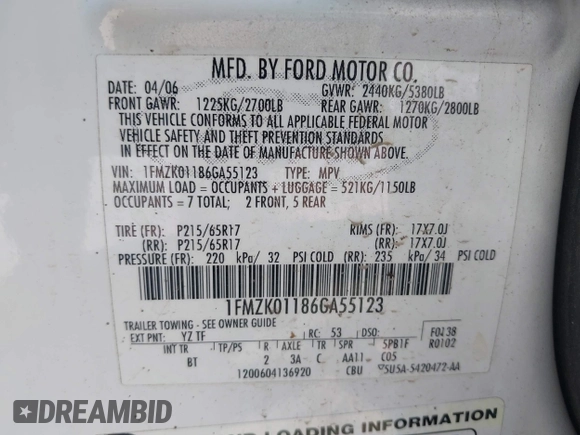 MFD. BY FORD MOTOR CO.
DATE: 04/06 GVWR: 2440KG/5380LB
FRONT GAWR: 1225KG/2700LB REAR GAWR: 1270KG/2800LB
THIS VEHICLE CONFORMS TO ALL APPLICABLE FEDERAL MOTOR
VEHICLE SAFETY AND THEFT PREVENTION STANDARDS
IN EFFECT ON THE DATE OF MANUFACTURE SHOWN ABOVE.
VIN: 1FMZK01186GA55123 TYPE: MPV
MAXIMUM LOAD = OCCUPANTS + LUGGAGE = 521KG/1150LB
OCCUPANTS = 7 TOTAL; 2 FRONT, 5 REAR
TIRE (FR): P215/65R17 RIMS (FR): 17X7.0J
(RR): P215/65R17 (RR): 17X7.0J
PRESSURE (FR): 220 kPa/ 32 PSI COLD (RR): 235 kPa/ 34 PSI COLD
1FMZK01186GA55123
TRAILER TOWING - SEE OWNER GUIDE
EXT PNT: YZ TF RC: 53 DSO: F0138
INT TR TP/PS R AXLE TR SPR 5P81F R0102
BT 2 3A C AA11 C05
1200604136920 CBU 5U5A-5420472-AA
LOADING INFORMATION
DREAMBID